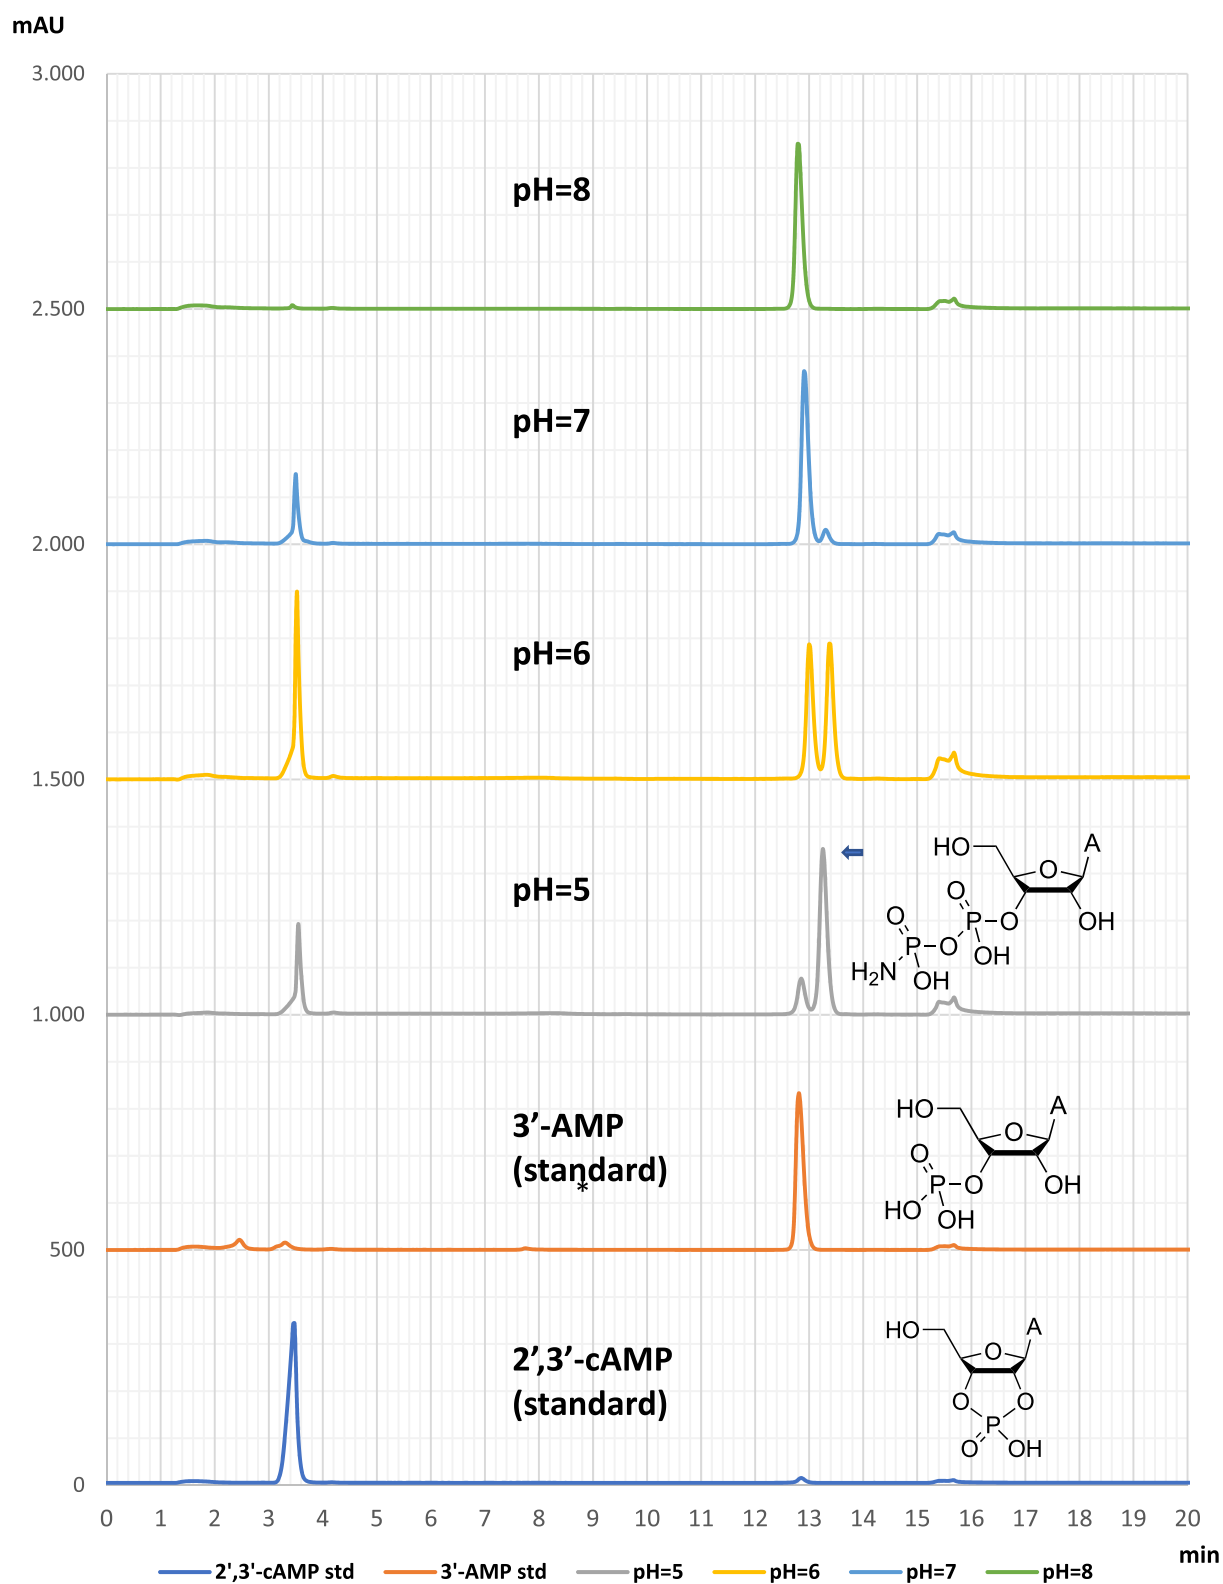 mAU
3.000
pH=8
2.500
pH=7
2.000
pH=6
1.500
HO
O
A
pH=5
O
O
P
O
OH
P
O
OH
H₂N
OH
1.000
3’-AMP
(standard)
*
HO
O
A
O
P
O
OH
HO
OH
500
2’,3’-cAMP
(standard)
HO
O
A
O
O
P
O
OH
0
0 1 2 3 4 5 6 7 8 9 10 11 12 13 14 15 16 17 18 19 20
min
2',3'-cAMP std 3'-AMP std pH=5 pH=6 pH=7 pH=8